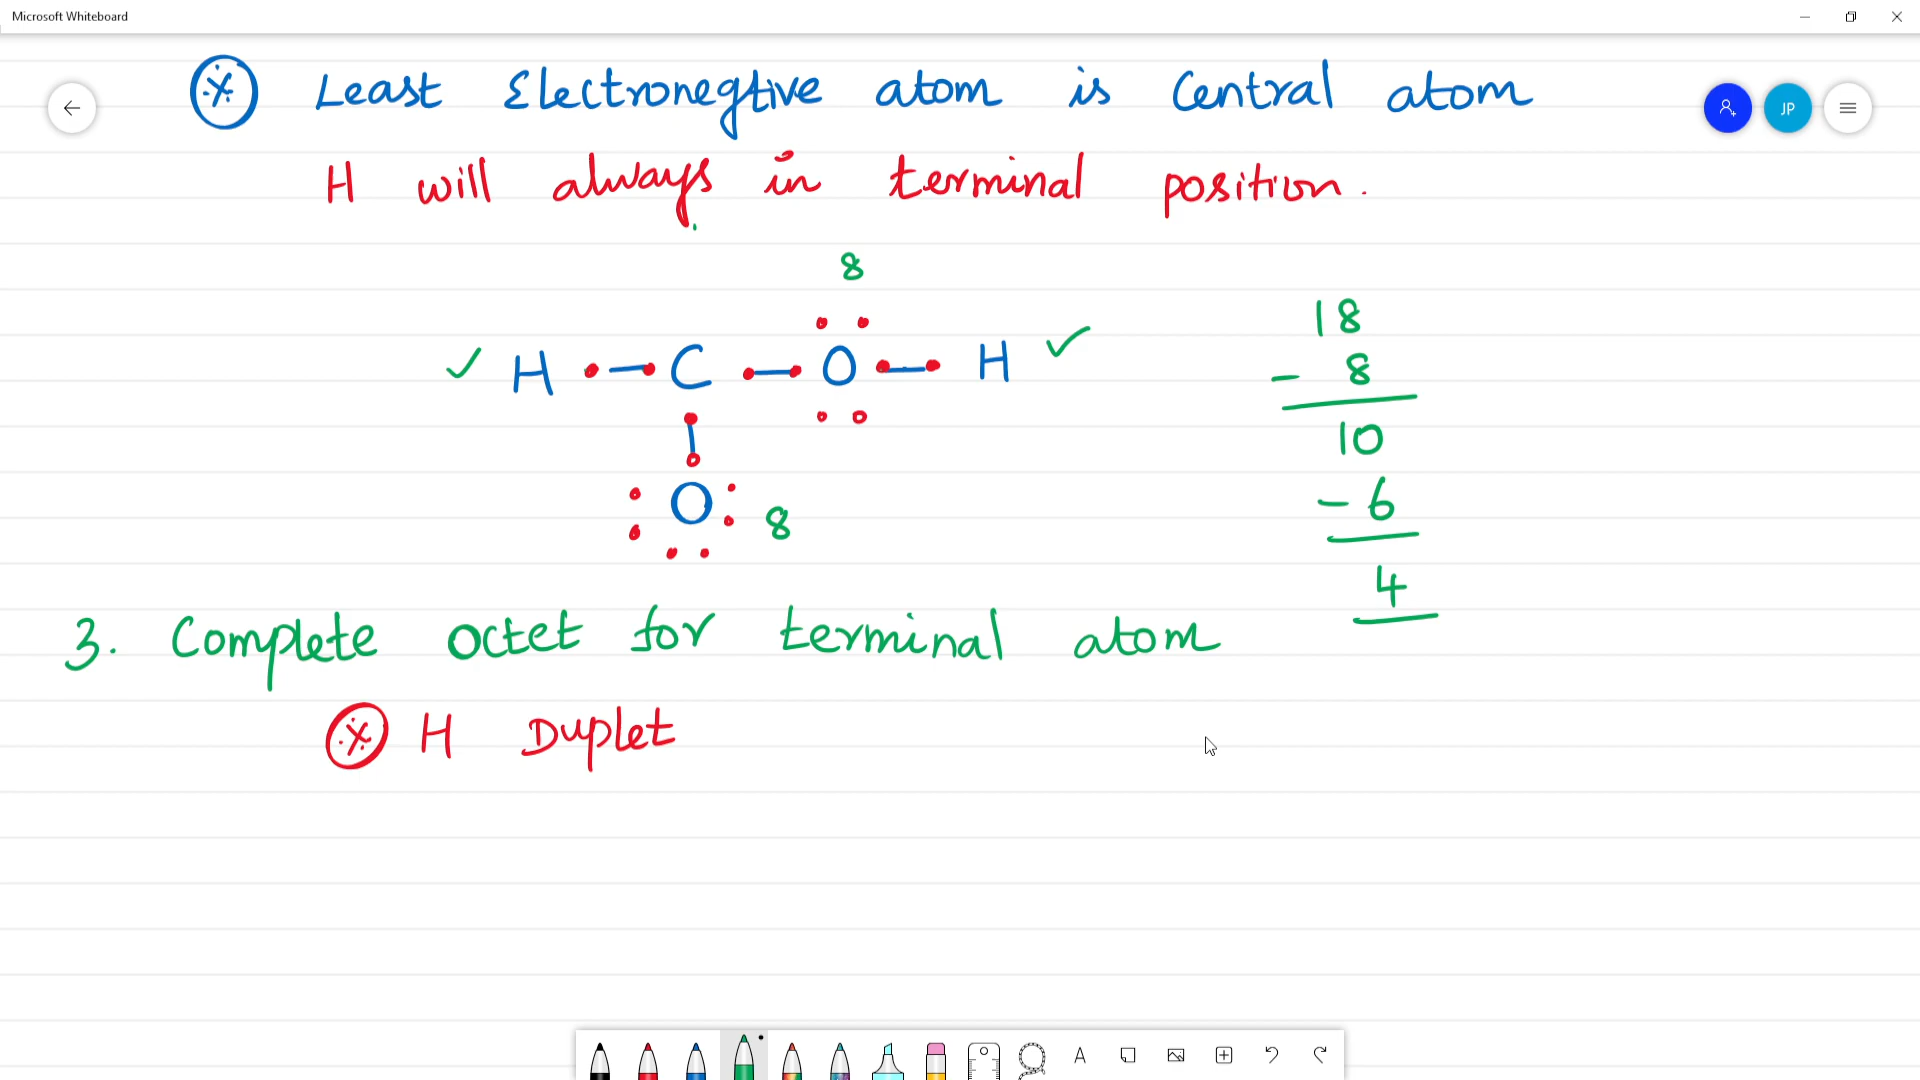 Microsoft Whiteboard
Least Electronegtive atom is Central atom
JP
H will always in terminal position.
8
18
H C O H
- 8
10
O 8
- 6
4
3. Complete octet for terminal atom
H Duplet
A